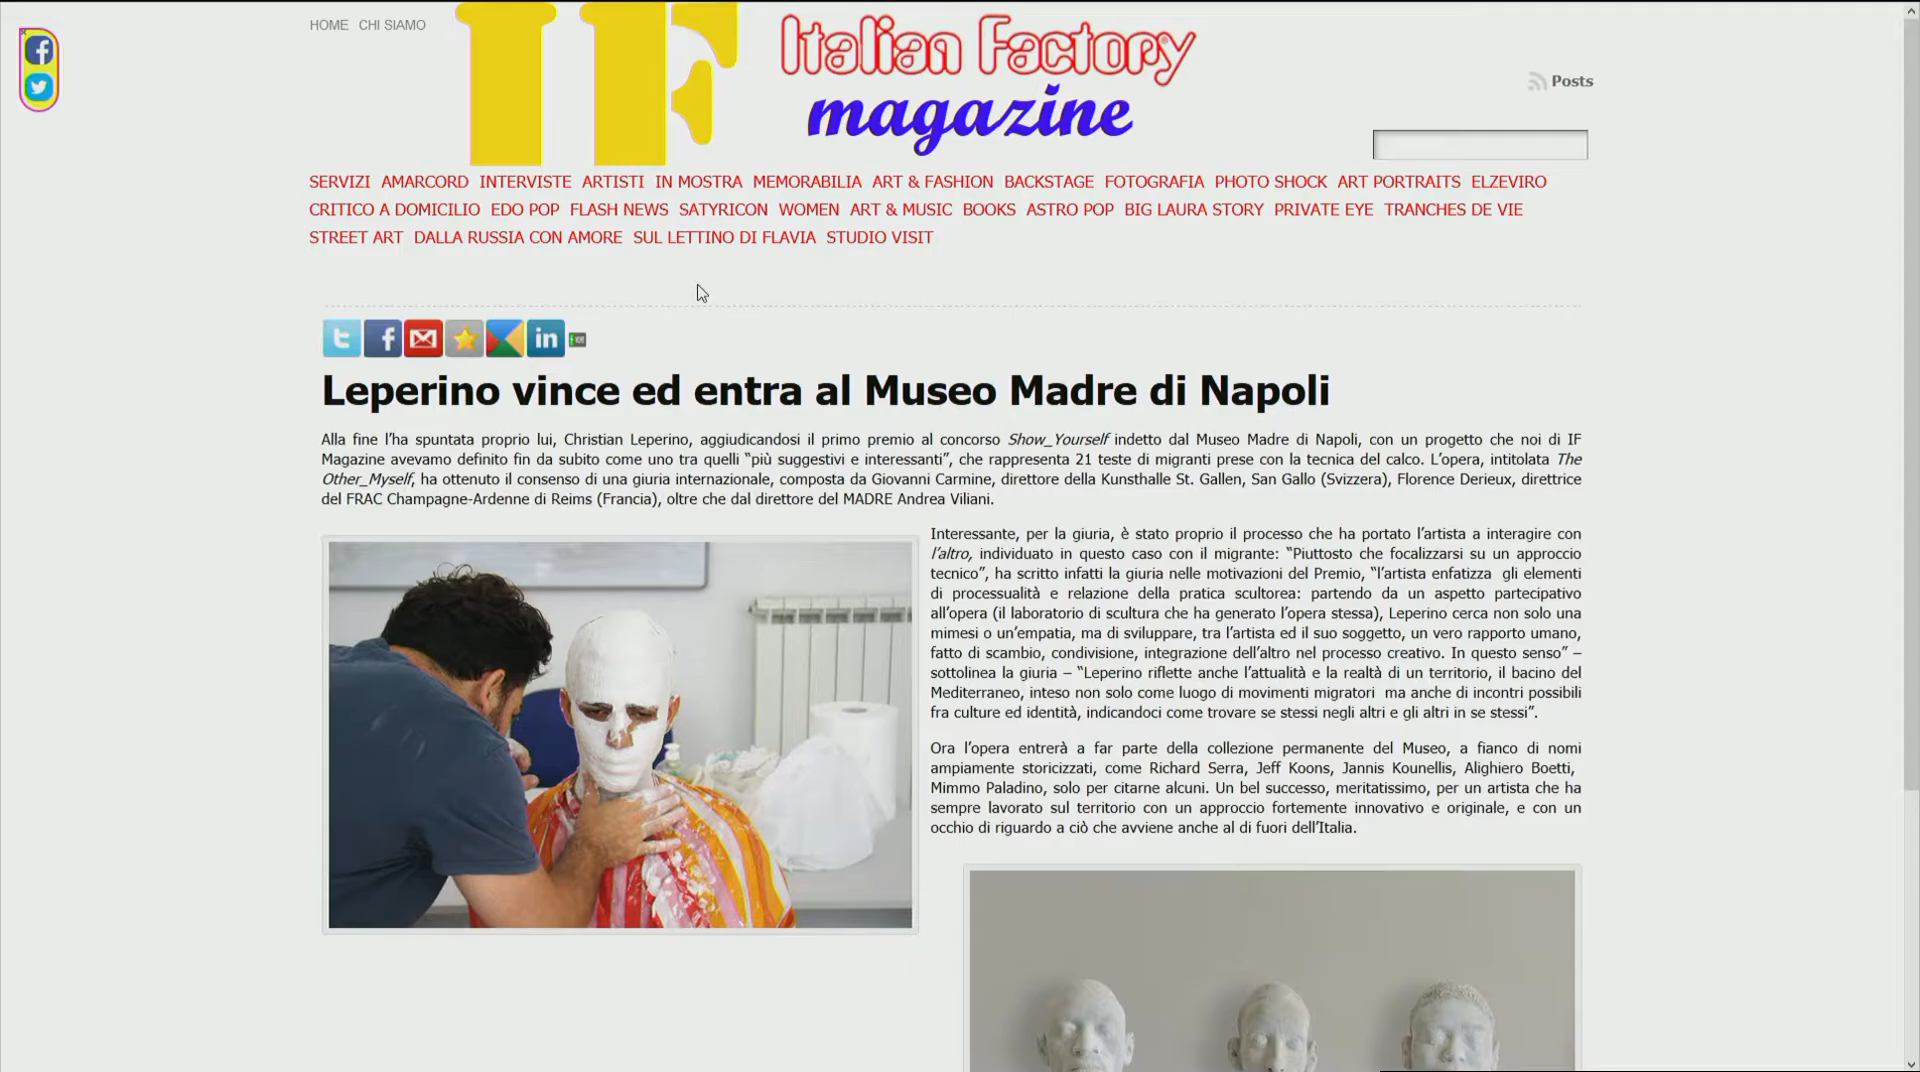 HOME CHI SIAMO
IF
Italian Factory
magazine
Posts
SERVIZI AMARCORD INTERVISTE ARTISTI IN MOSTRA MEMORABILIA ART & FASHION BACKSTAGE FOTOGRAFIA PHOTO SHOCK ART PORTRAITS ELZEVIRO
CRITICO A DOMICILIO EDO POP FLASH NEWS SATYRICON WOMEN ART & MUSIC BOOKS ASTRO POP BIG LAURA STORY PRIVATE EYE TRANCHES DE VIE
STREET ART DALLA RUSSIA CON AMORE SUL LETTINO DI FLAVIA STUDIO VISIT
Leperino vince ed entra al Museo Madre di Napoli
Alla fine l’ha spuntata proprio lui, Christian Leperino, aggiudicandosi il primo premio al concorso Show_Yourself indetto dal Museo Madre di Napoli, con un progetto che noi di IF
Magazine avevamo definito fin da subito come uno tra quelli “più suggestivi e interessanti”, che rappresenta 21 teste di migranti prese con la tecnica del calco. L’opera, intitolata The
Other_Myself, ha ottenuto il consenso di una giuria internazionale, composta da Giovanni Carmine, direttore della Kunsthalle St. Gallen, San Gallo (Svizzera), Florence Derieux, direttrice
del FRAC Champagne-Ardenne di Reims (Francia), oltre che dal direttore del MADRE Andrea Viliani.
Interessante, per la giuria, è stato proprio il processo che ha portato l’artista a interagire con
l’altro, individuato in questo caso con il migrante: “Piuttosto che focalizzarsi su un approccio
tecnico”, ha scritto infatti la giuria nelle motivazioni del Premio, “l’artista enfatizza gli elementi
di processualità e relazione della pratica scultorea: partendo da un aspetto partecipativo
all’opera (il laboratorio di scultura che ha generato l’opera stessa), Leperino cerca non solo una
mimesi o un’empatia, ma di sviluppare, tra l’artista ed il suo soggetto, un vero rapporto umano,
fatto di scambio, condivisione, integrazione dell’altro nel processo creativo. In questo senso” –
sottolinea la giuria – “Leperino riflette anche l’attualità e la realtà di un territorio, il bacino del
Mediterraneo, inteso non solo come luogo di movimenti migratori ma anche di incontri possibili
fra culture ed identità, indicandoci come trovare se stessi negli altri e gli altri in se stessi”.
Ora l’opera entrerà a far parte della collezione permanente del Museo, a fianco di nomi
ampiamente storicizzati, come Richard Serra, Jeff Koons, Jannis Kounellis, Alighiero Boetti,
Mimmo Paladino, solo per citarne alcuni. Un bel successo, meritatissimo, per un artista che ha
sempre lavorato sul territorio con un approccio fortemente innovativo e originale, e con un
occhio di riguardo a ciò che avviene anche al di fuori dell’Italia.